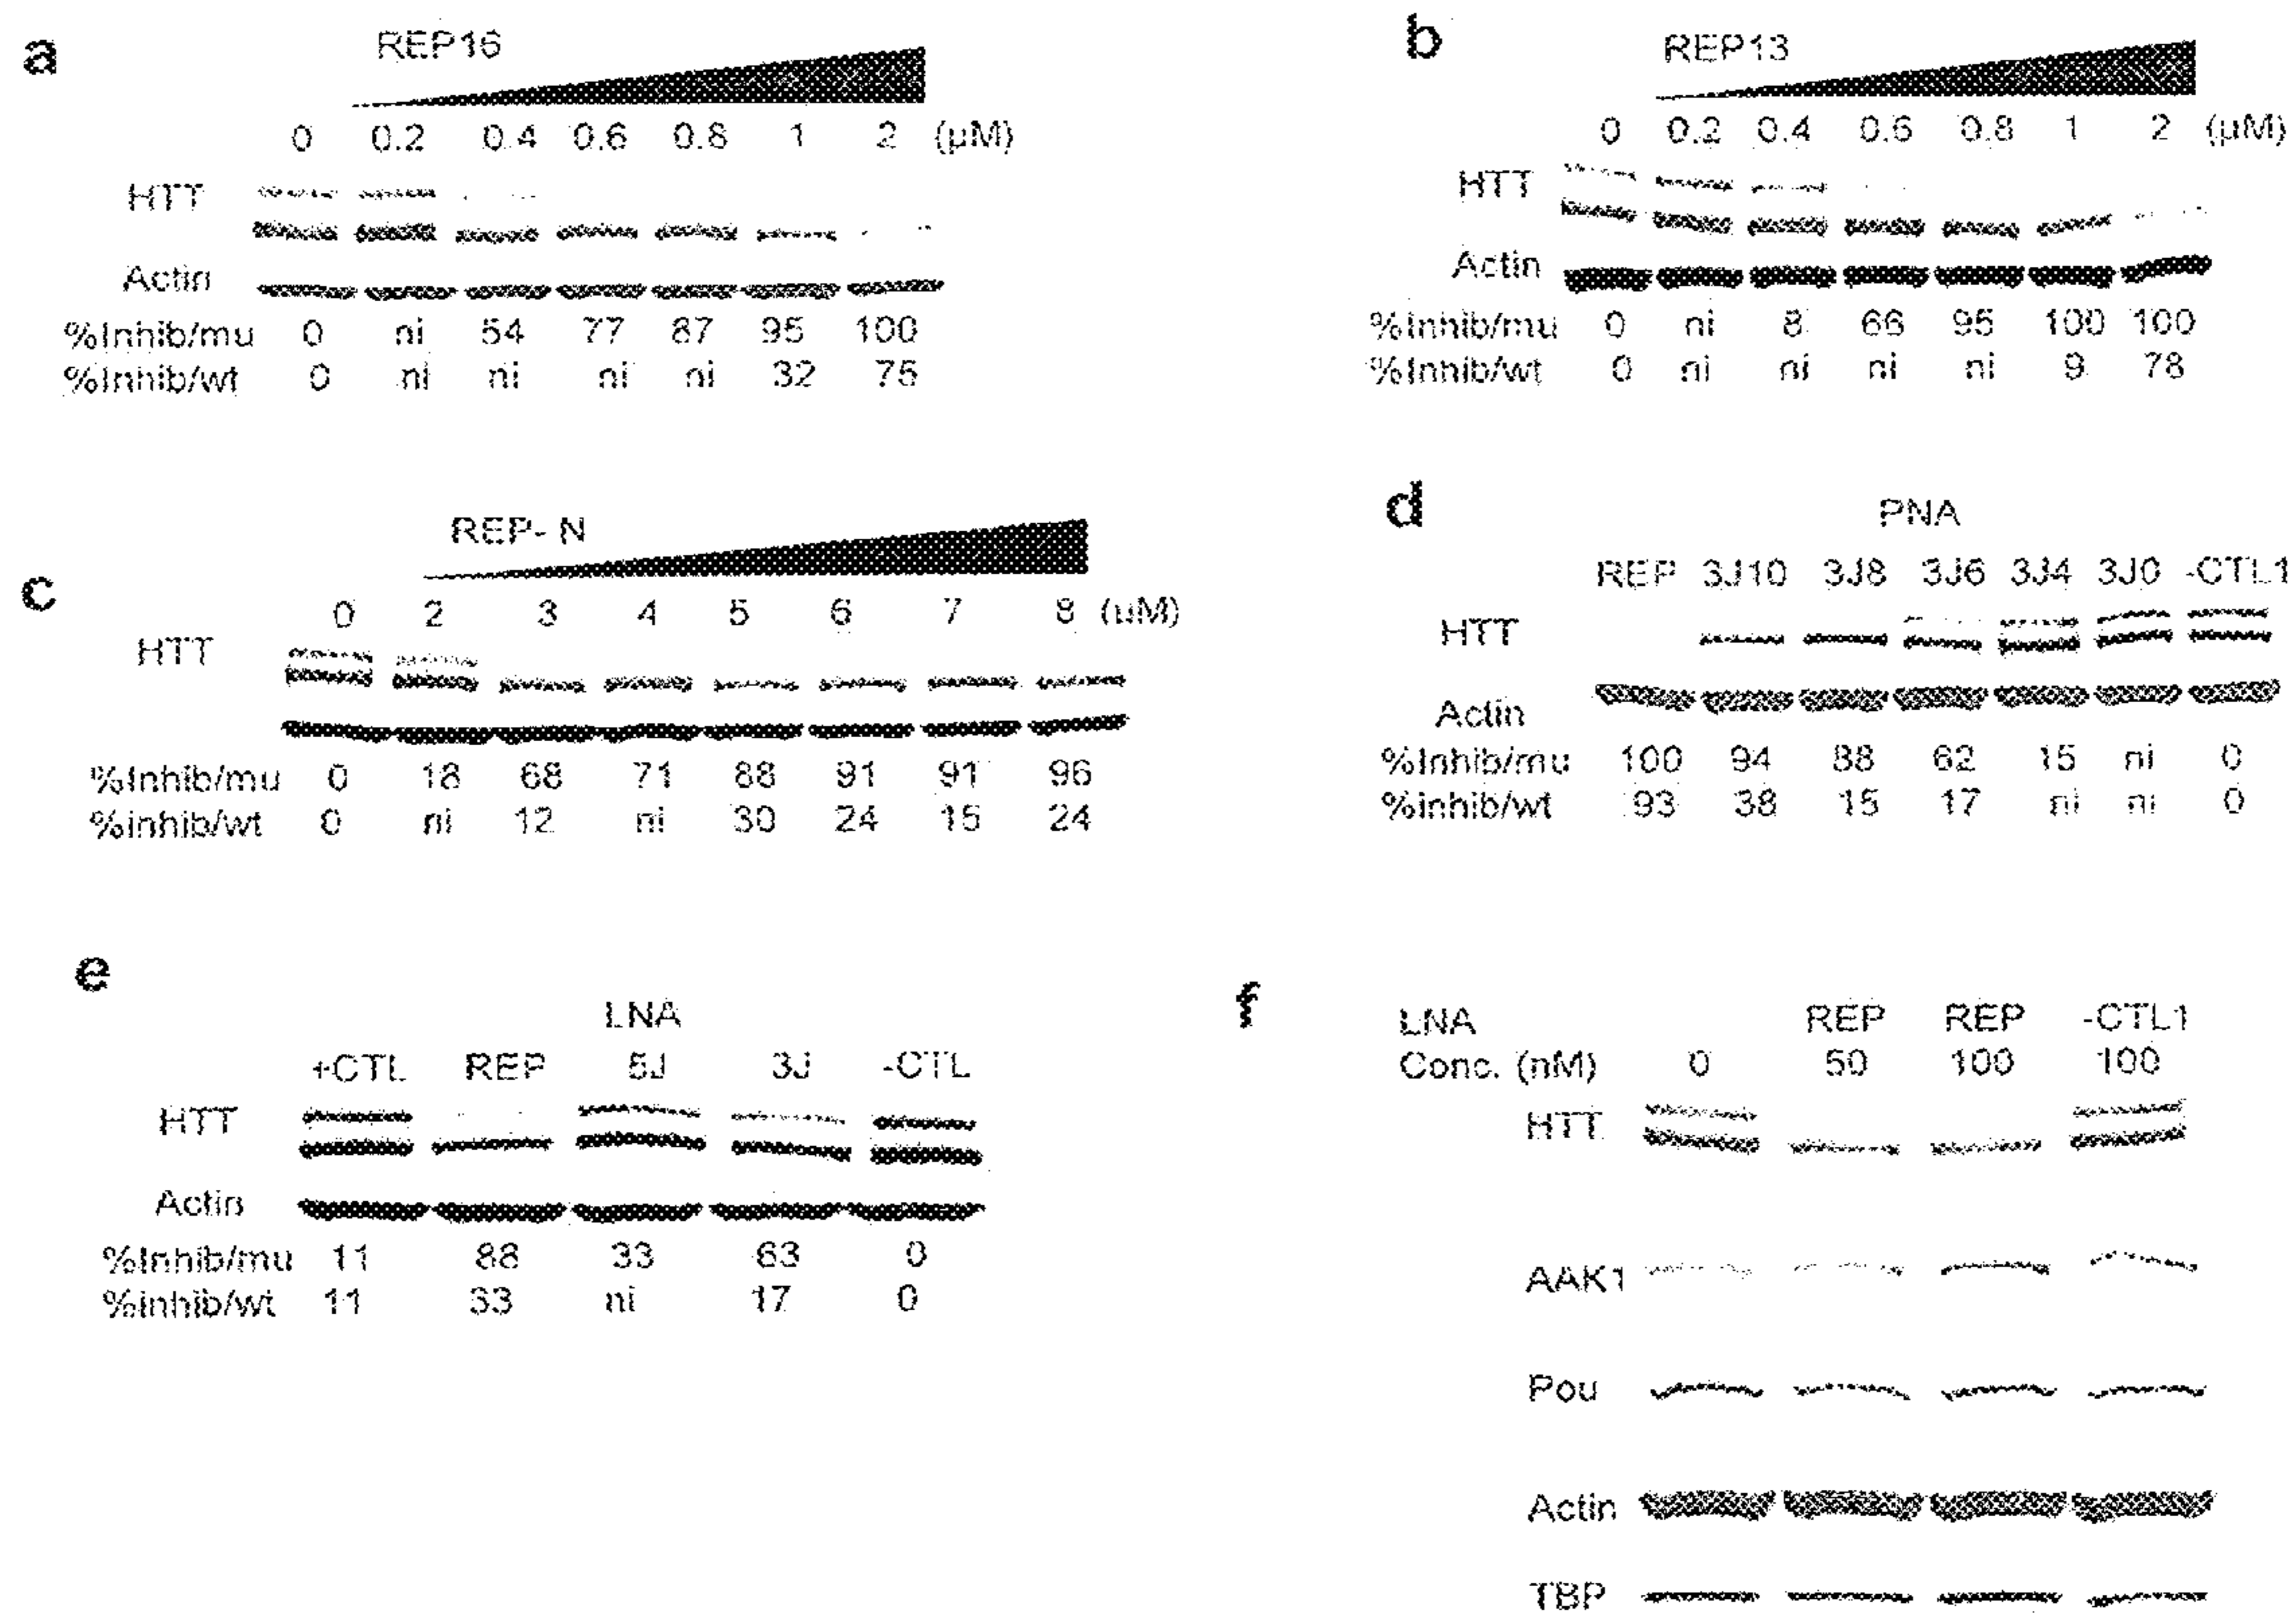 a
REP16
0 0.2 0.4 0.6 0.8 1 2 (µM)
HTT
Actin
%Inhib/mu 0 ni 54 77 87 95 100
%Inhib/wt 0 ni ni ni ni 32 75
b
REP13
0 0.2 0.4 0.6 0.8 1 2 (µM)
HTT
Actin
%Inhib/mu 0 ni 8 66 95 100 100
%Inhib/wt 0 ni ni ni ni 9 78
c
REP- N
0 2 3 4 5 6 7 8 (uM)
HTT
%Inhib/mu 0 18 68 71 88 91 91 96
%inhib/wt 0 ni 12 ni 30 24 15 24
d
PNA
REP 3J10 3J8 3J6 3J4 3J0 -CTL1
HTT
Actin
%Inhib/mu 100 94 88 62 15 ni 0
%inhib/wt 93 38 15 17 ni ni 0
e
LNA
+CTL REP 5J 3J -CTL
HTT
Actin
%Inhib/mu 11 88 33 63 0
%inhib/wt 11 33 ni 17 0
f
LNA REP REP -CTL1
Conc. (nM) 0 50 100 100
HTT
AAK1
Pou
Actin
TBP